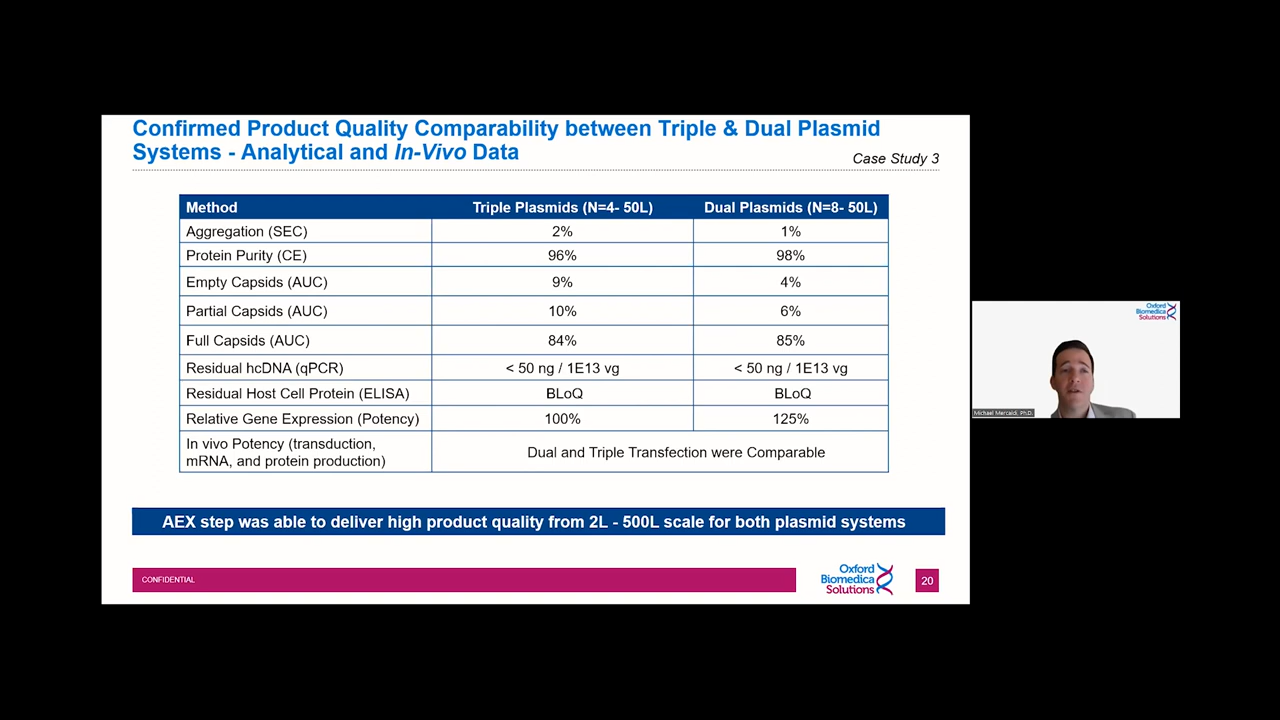 Confirmed Product Quality Comparability between Triple & Dual Plasmid
Systems - Analytical and In-Vivo Data
Case Study 3
Method Triple Plasmids (N=4- 50L) Dual Plasmids (N=8- 50L)
Aggregation (SEC) 2% 1%
Protein Purity (CE) 96% 98%
Empty Capsids (AUC) 9% 4%
Partial Capsids (AUC) 10% 6%
Full Capsids (AUC) 84% 85%
Residual hcDNA (qPCR) < 50 ng / 1E13 vg < 50 ng / 1E13 vg
Residual Host Cell Protein (ELISA) BLoQ BLoQ
Relative Gene Expression (Potency) 100% 125%
In vivo Potency (transduction,
mRNA, and protein production) Dual and Triple Transfection were Comparable
AEX step was able to deliver high product quality from 2L - 500L scale for both plasmid systems
CONFIDENTIAL
Oxford
Biomedica
Solutions
20
Oxford
Biomedica
Solutions
Michael Mercaldi, Ph.D.